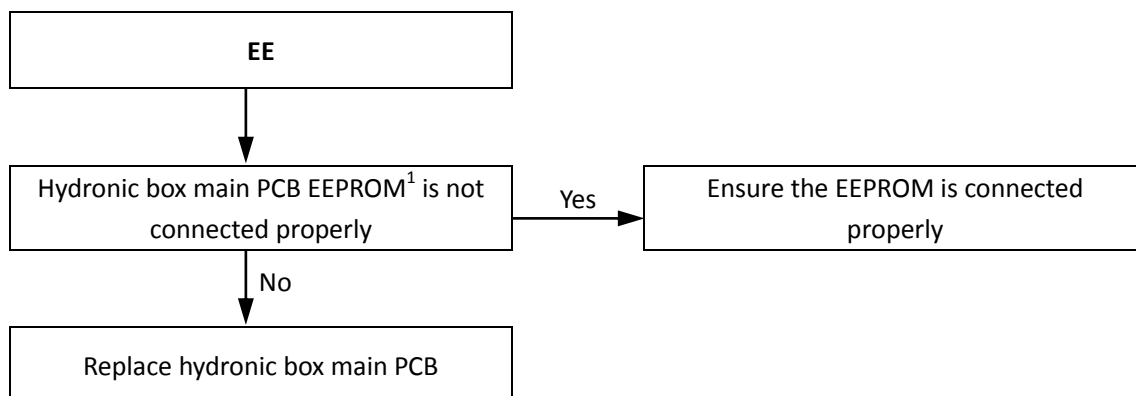 EE
Hydronic box main PCB EEPROM¹ is not
connected properly
Yes
Ensure the EEPROM is connected
properly
No
Replace hydronic box main PCB